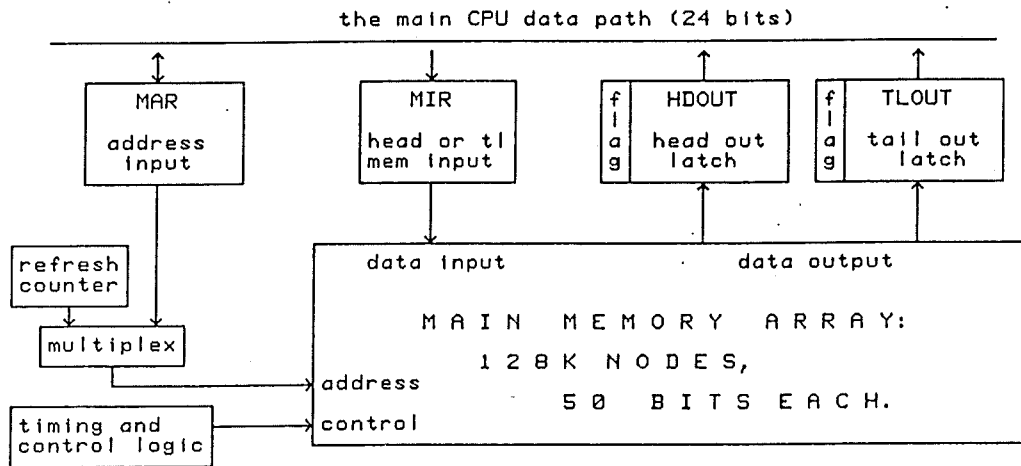 the main CPU data path (24 bits)
MAR
address
input
MIR
head or tl
mem input
flag
HDOUT
head out
latch
flag
TLOUT
tail out
latch
refresh
counter
multiplex
data input
data output
MAIN MEMORY ARRAY:
128K NODES,
50 BITS EACH.
address
control
timing and
control logic